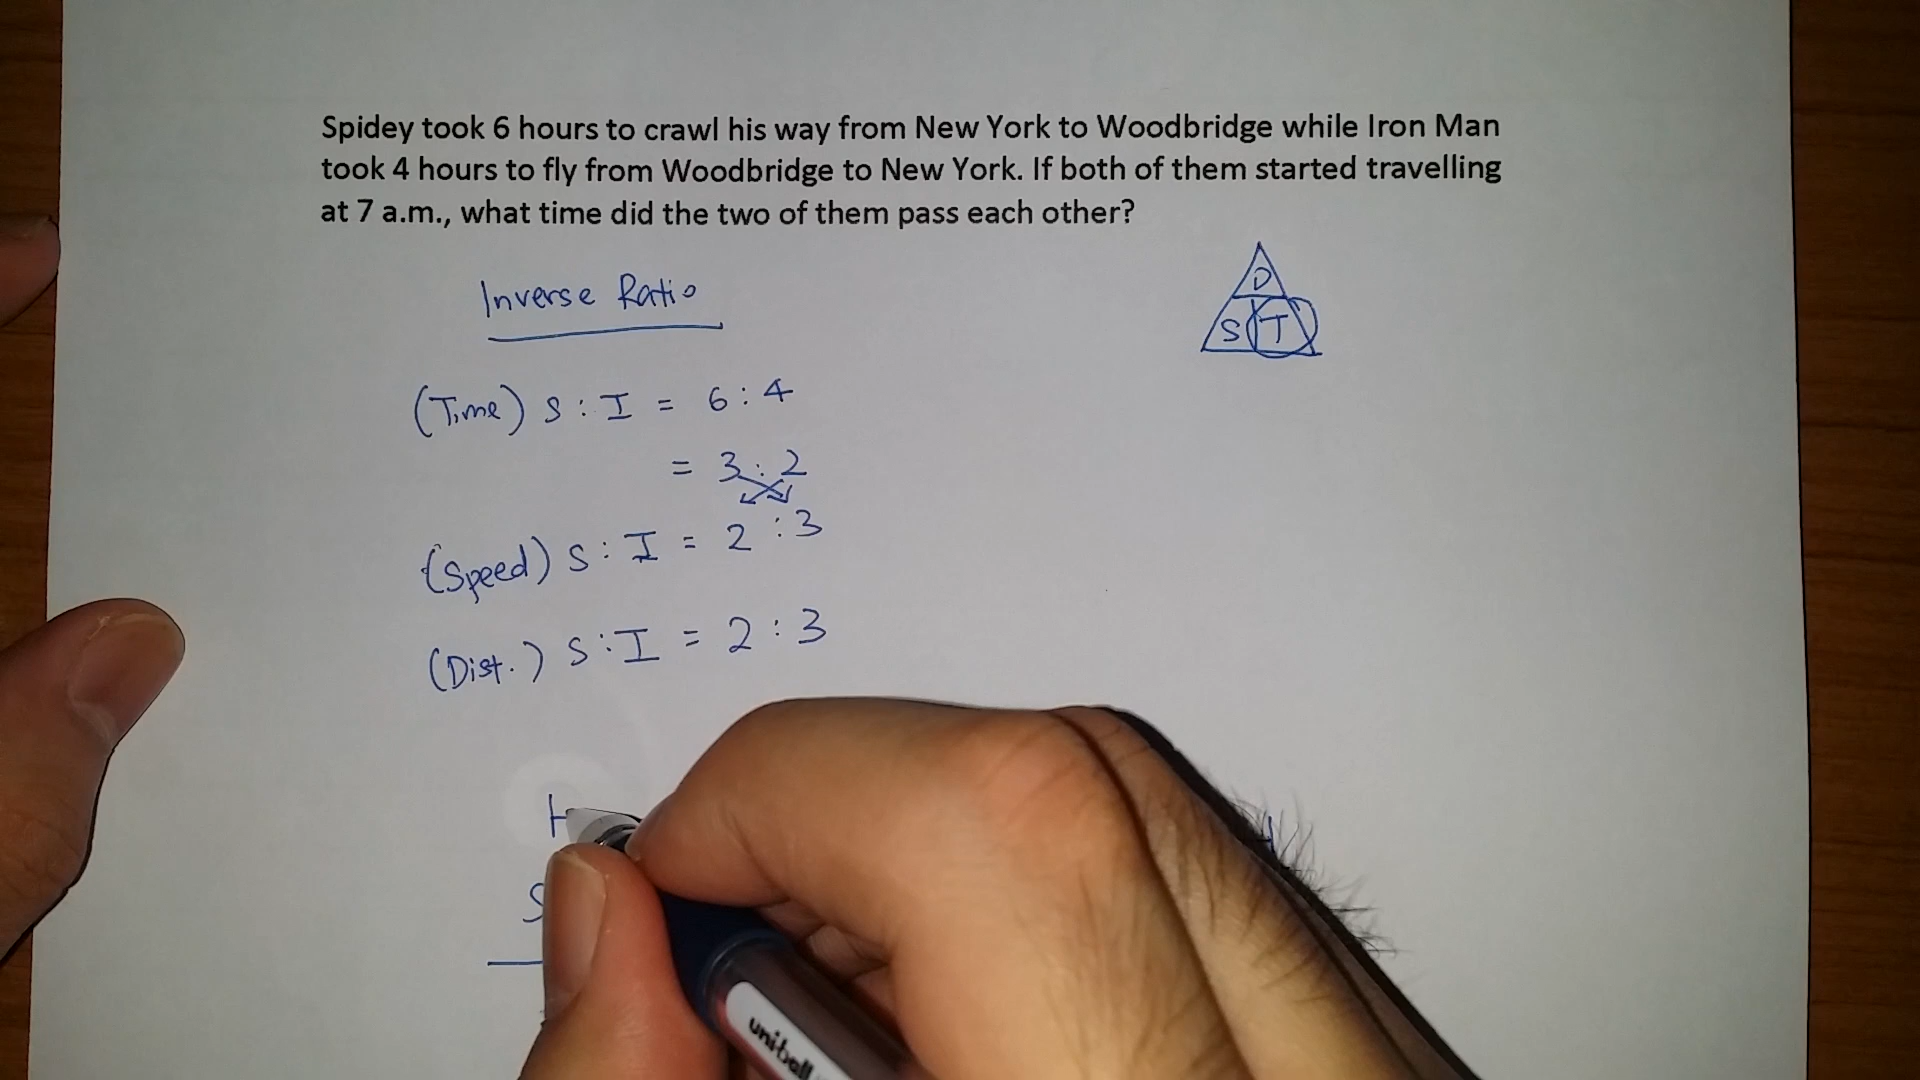 Spidey took 6 hours to crawl his way from New York to Woodbridge while Iron Man
took 4 hours to fly from Woodbridge to New York. If both of them started travelling
at 7 a.m., what time did the two of them pass each other?
Inverse Ratio
D
S T
(Time) S : I = 6 : 4
= 3 : 2
(Speed) S : I = 2 : 3
(Dist.) S : I = 2 : 3
S
uniball